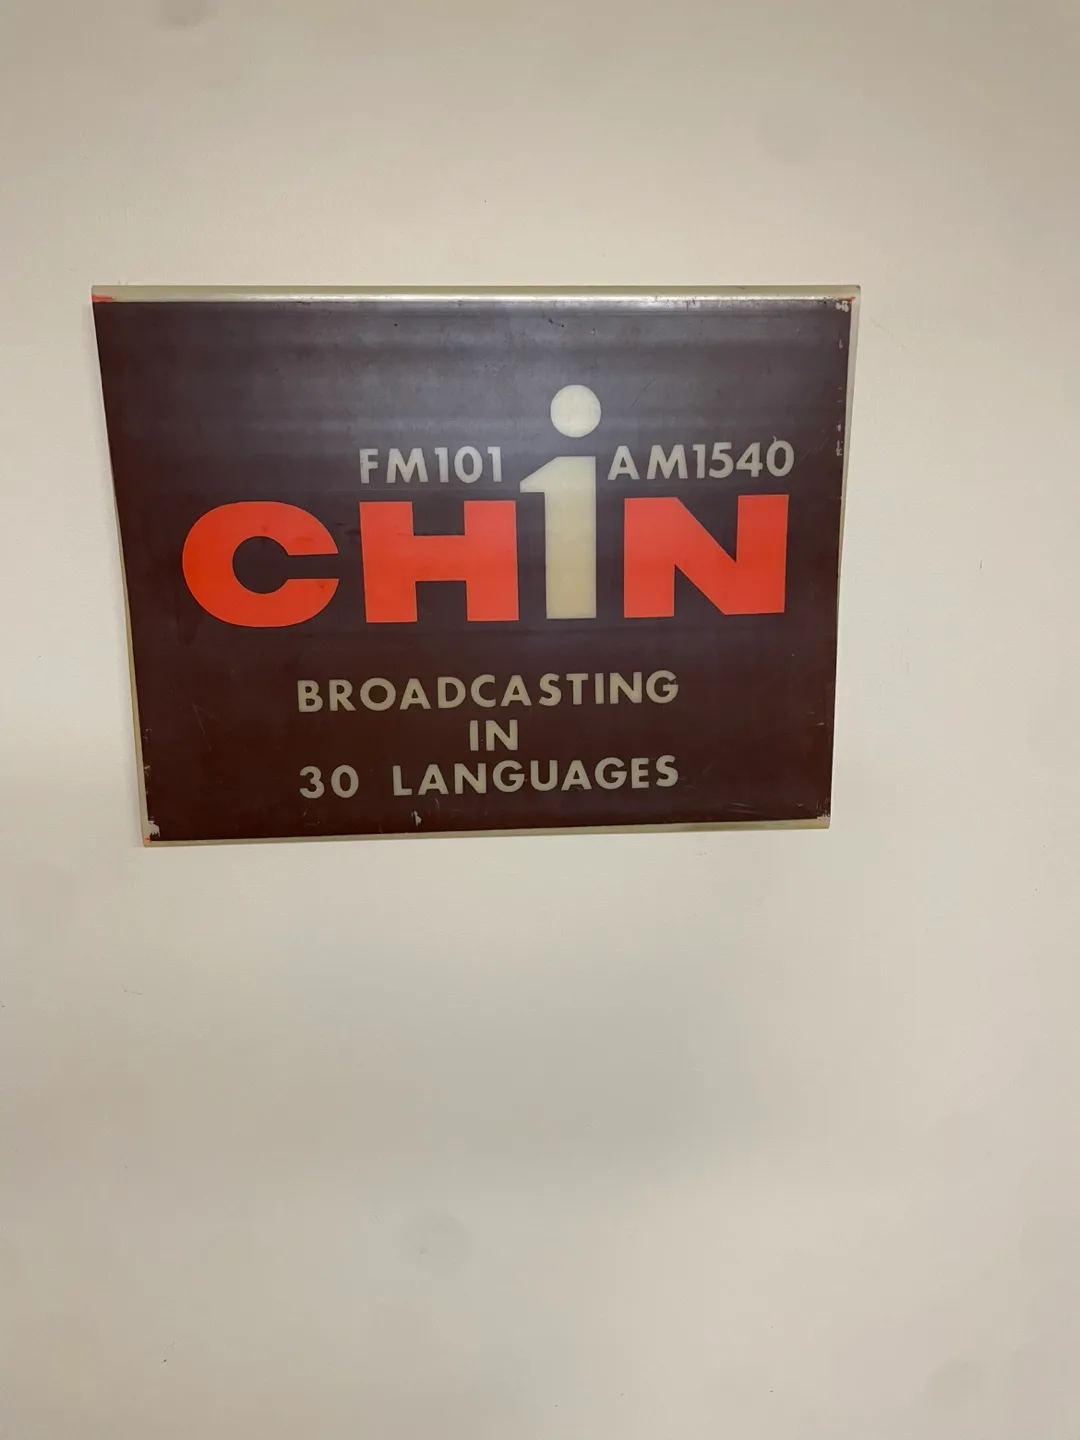 FM101 AM1540
CHiN
BROADCASTING
IN
30 LANGUAGES